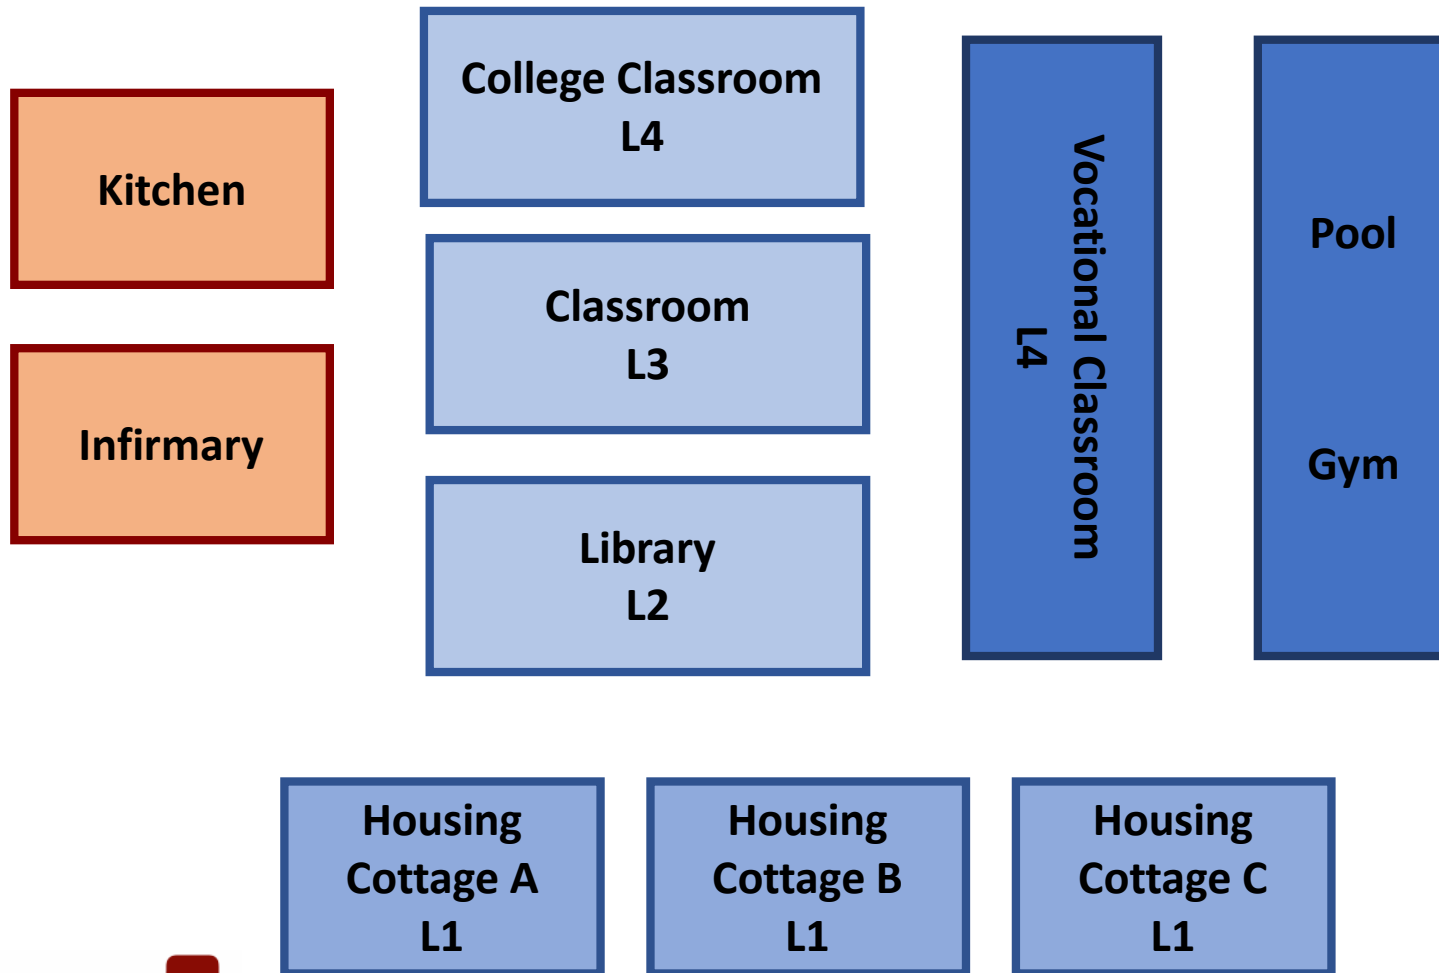 College Classroom
L4
Kitchen
Classroom
L3
Infirmary
Library
L2
Vocational Classroom
L4
Pool
Gym
Housing
Cottage A
L1
Housing
Cottage B
L1
Housing
Cottage C
L1